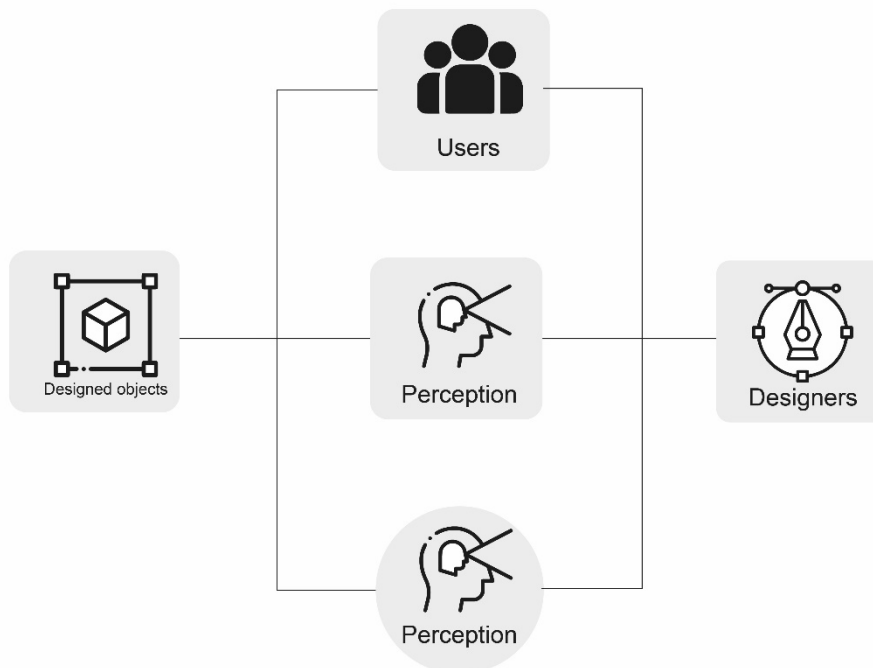 Users
Designed objects
Perception
Designers
Perception